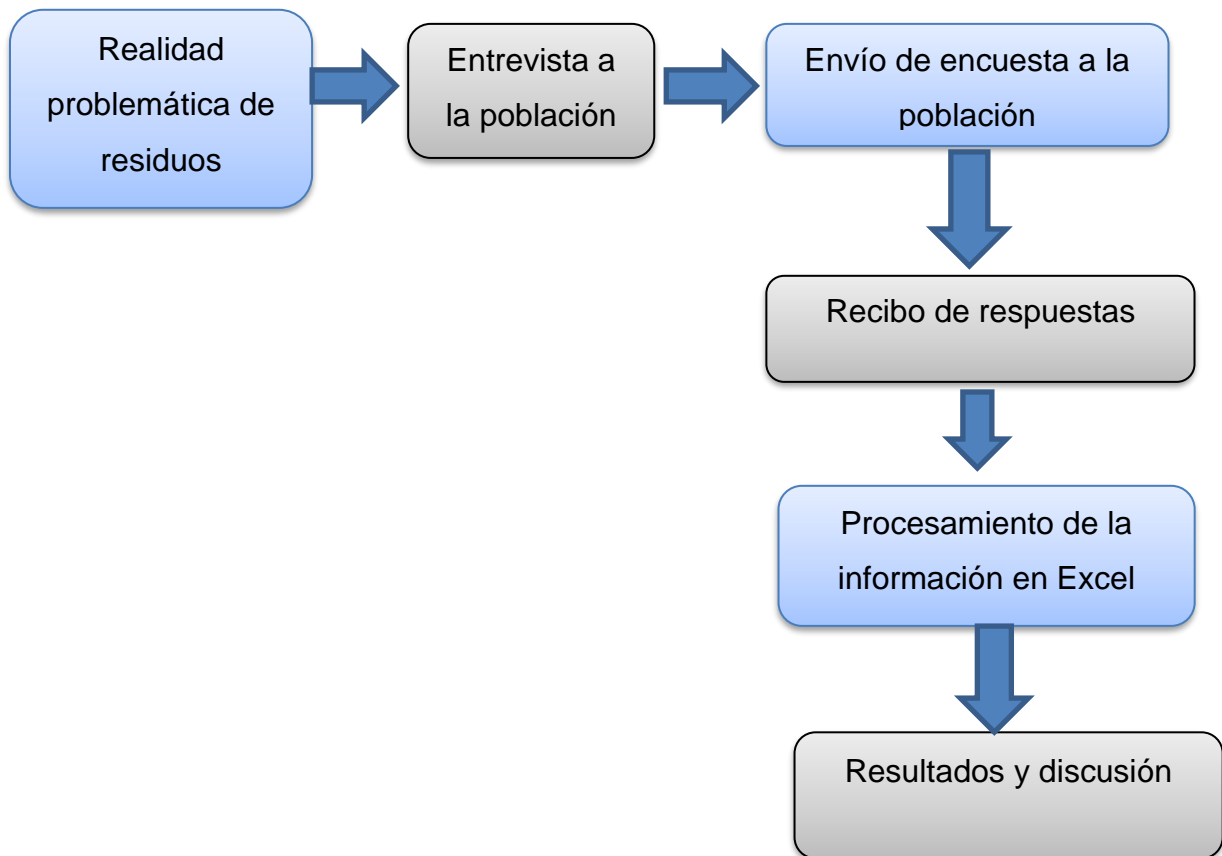 Realidad
problemática de
residuos
Entrevista a
la población
Envío de encuesta a la
población
Recibo de respuestas
Procesamiento de la
información en Excel
Resultados y discusión